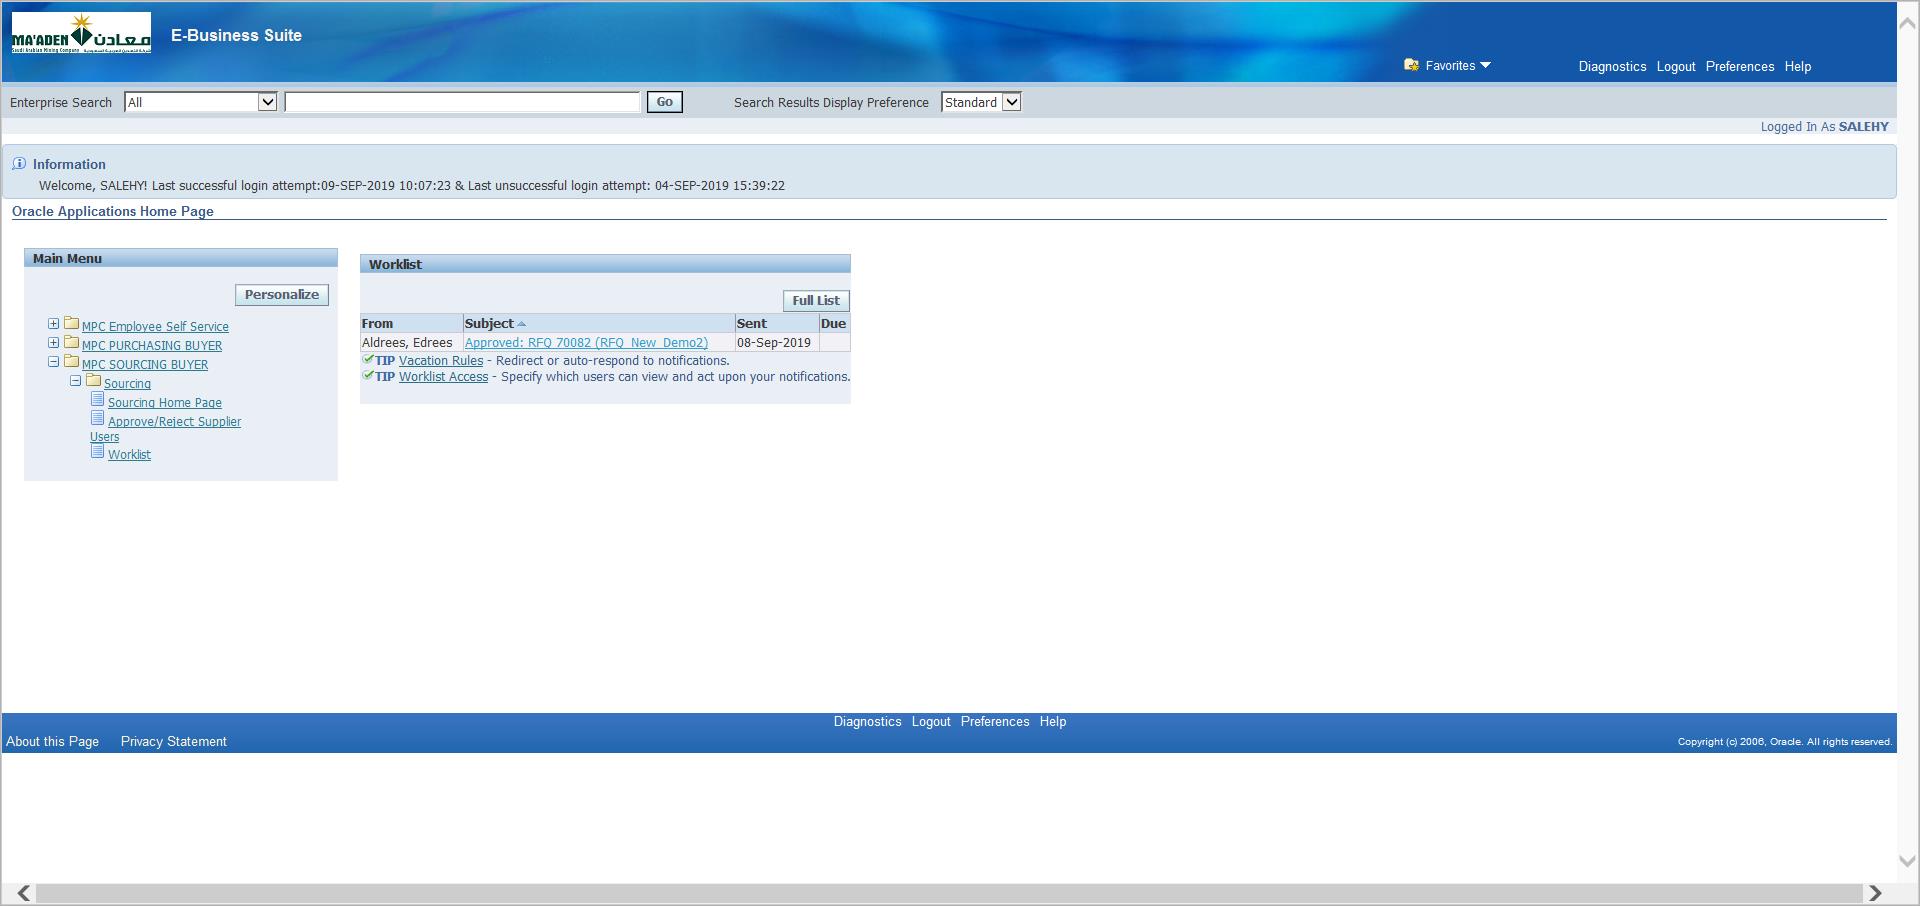 MA'ADEN معادن
Saudi Arabian Mining Company
E-Business Suite
Favorites
Diagnostics Logout Preferences Help
Enterprise Search All Go Search Results Display Preference Standard
Logged In As SALEHY
Information
Welcome, SALEHY! Last successful login attempt:09-SEP-2019 10:07:23 & Last unsuccessful login attempt: 04-SEP-2019 15:39:22
Oracle Applications Home Page
Main Menu
Personalize
MPC Employee Self Service
MPC PURCHASING BUYER
MPC SOURCING BUYER
Sourcing
Sourcing Home Page
Approve/Reject Supplier
Users
Worklist
Worklist
Full List
From Subject Sent Due
Aldrees, Edrees Approved: RFQ 70082 (RFQ_New_Demo2) 08-Sep-2019
TIP Vacation Rules - Redirect or auto-respond to notifications.
TIP Worklist Access - Specify which users can view and act upon your notifications.
Diagnostics Logout Preferences Help
About this Page Privacy Statement
Copyright (c) 2006, Oracle. All rights reserved.